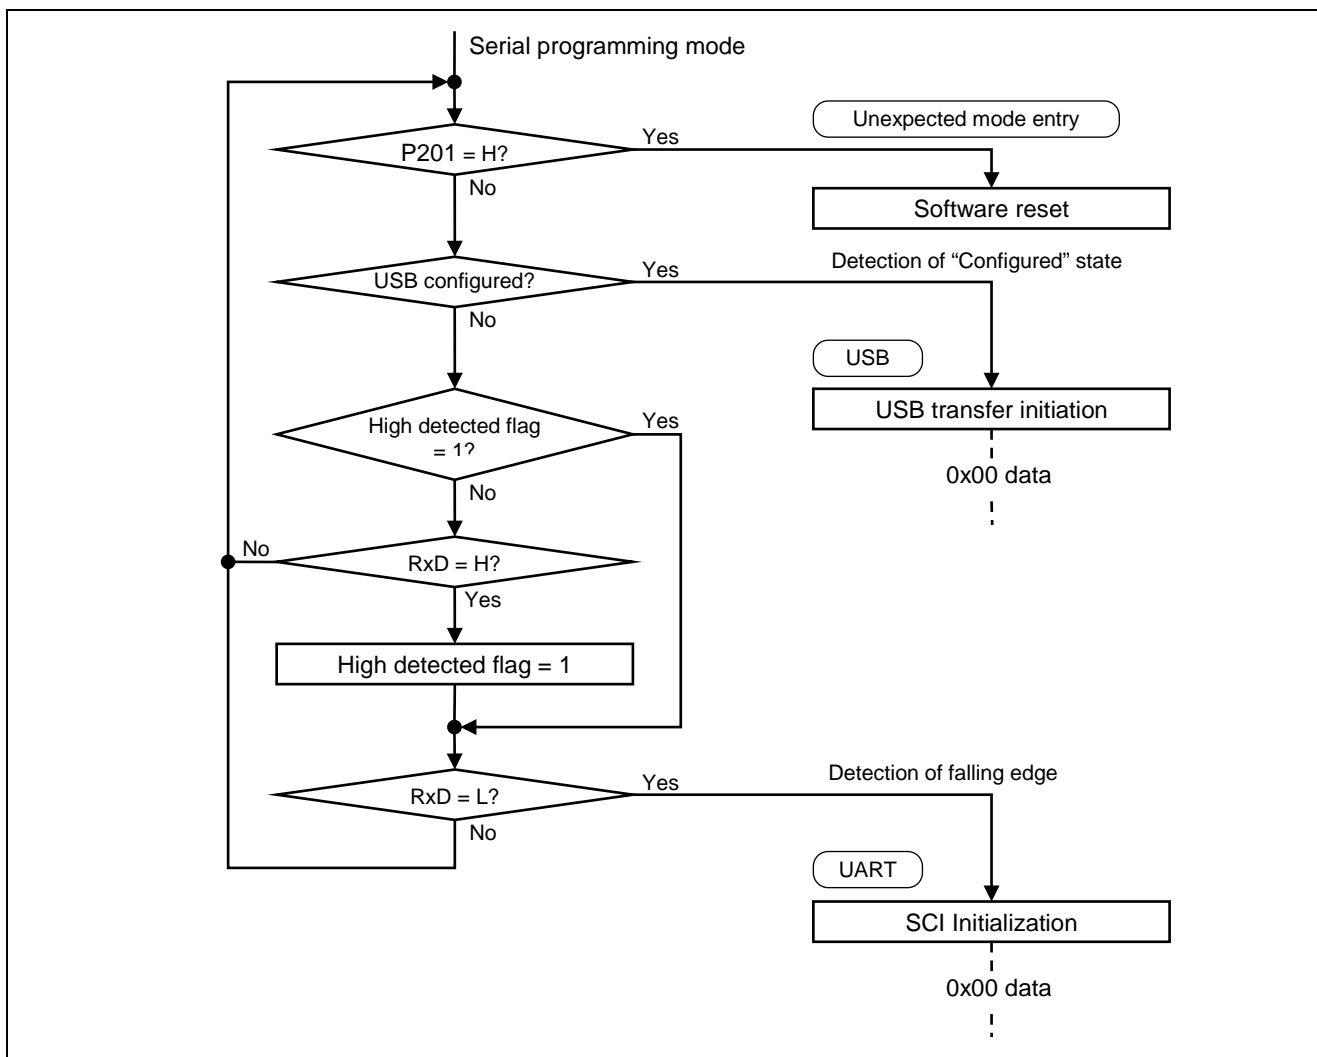 Serial programming mode
Unexpected mode entry
Yes
P201 = H?
No
Software reset
Detection of “Configured” state
Yes
USB configured?
No
USB
USB transfer initiation
Yes
High detected flag
= 1?
0x00 data
No
No
RxD = H?
Yes
High detected flag = 1
Detection of falling edge
Yes
RxD = L?
No
UART
SCI Initialization
0x00 data